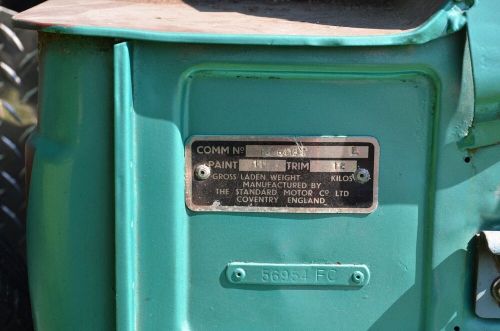 COMM Nº E
PAINT TRIM
GROSS LADEN WEIGHT KILOS
MANUFACTURED BY
THE STANDARD MOTOR Cº LTD
COVENTRY ENGLAND
56954 FC